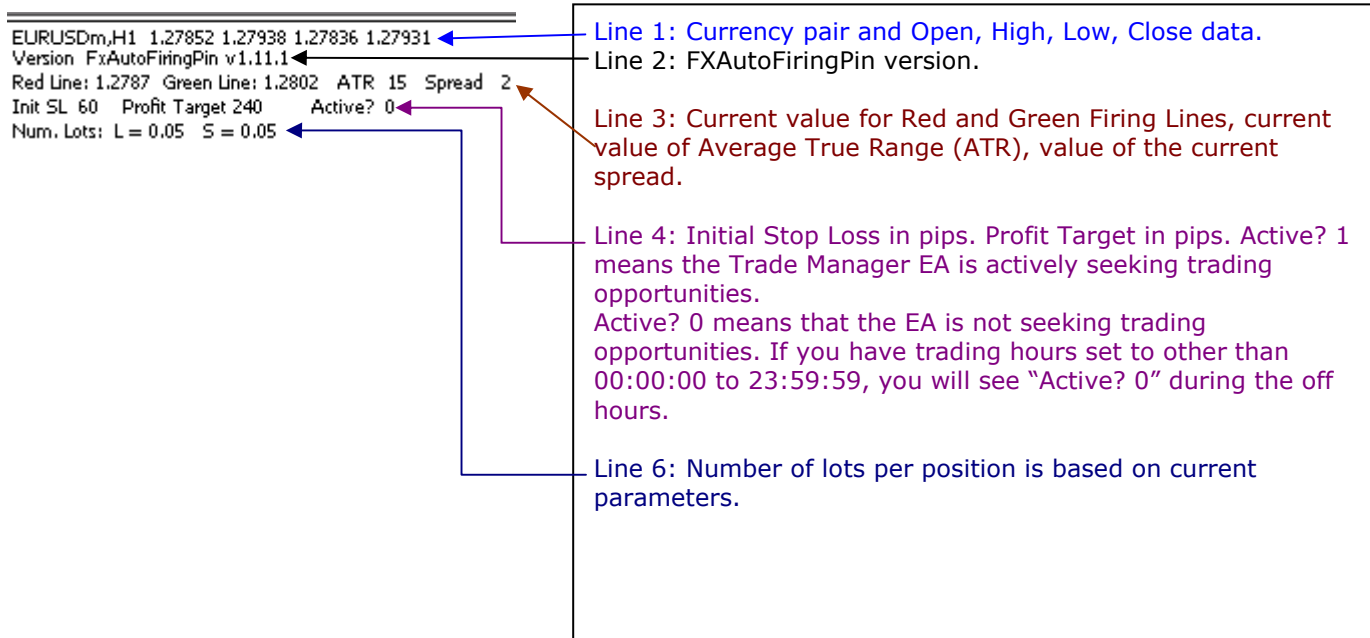 EURUSDm,H1 1.27852 1.27938 1.27836 1.27931
Version FxAutoFiringPin v1.11.1
Red Line: 1.2787 Green Line: 1.2802 ATR 15 Spread 2
Init SL 60 Profit Target 240 Active? 0
Num. Lots: L = 0.05 S = 0.05
Line 1: Currency pair and Open, High, Low, Close data.
Line 2: FXAutoFiringPin version.
Line 3: Current value for Red and Green Firing Lines, current
value of Average True Range (ATR), value of the current
spread.
Line 4: Initial Stop Loss in pips. Profit Target in pips. Active? 1
means the Trade Manager EA is actively seeking trading
opportunities.
Active? 0 means that the EA is not seeking trading
opportunities. If you have trading hours set to other than
00:00:00 to 23:59:59, you will see “Active? 0” during the off
hours.
Line 6: Number of lots per position is based on current
parameters.